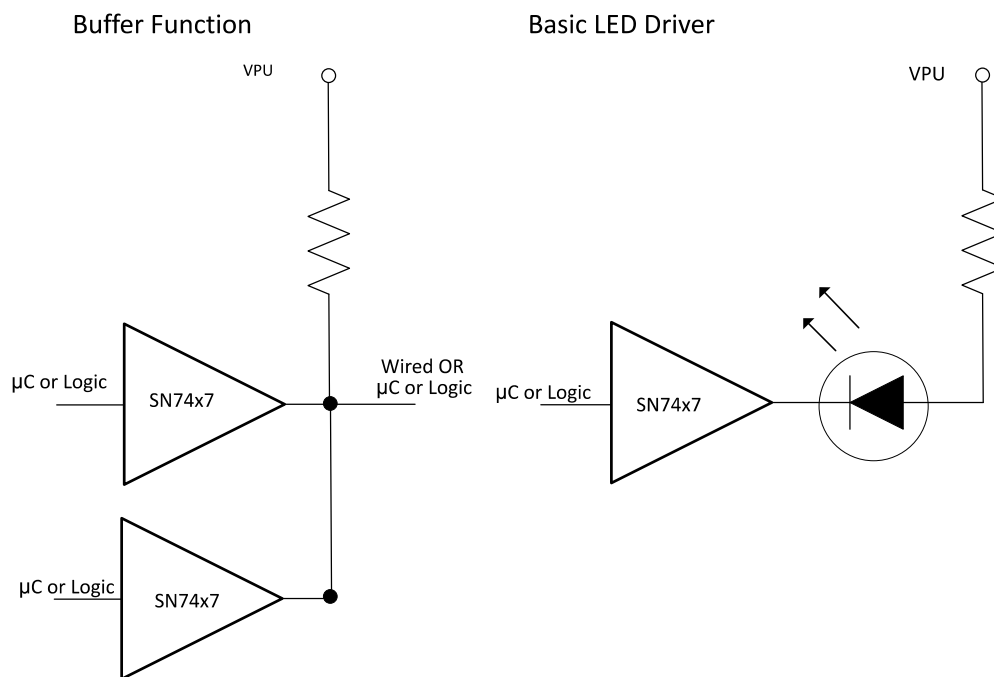 Buffer Function
VPU
µC or Logic
SN74x7
Wired OR
µC or Logic
µC or Logic
SN74x7
Basic LED Driver
VPU
µC or Logic
SN74x7